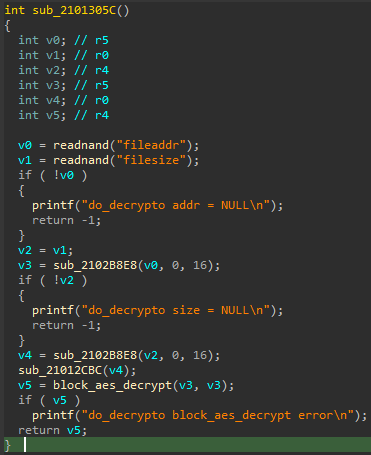 int sub_2101305C()
{
int v0; // r5
int v1; // r0
int v2; // r4
int v3; // r5
int v4; // r0
int v5; // r4
v0 = readnand("fileaddr");
v1 = readnand("filesize");
if ( !v0 )
{
printf("do_decrypto addr = NULL\n");
return -1;
}
v2 = v1;
v3 = sub_2102B8E8(v0, 0, 16);
if ( !v2 )
{
printf("do_decrypto size = NULL\n");
return -1;
}
v4 = sub_2102B8E8(v2, 0, 16);
sub_21012CBC(v4);
v5 = block_aes_decrypt(v3, v3);
if ( v5 )
printf("do_decrypto block_aes_decrypt error\n");
return v5;
}